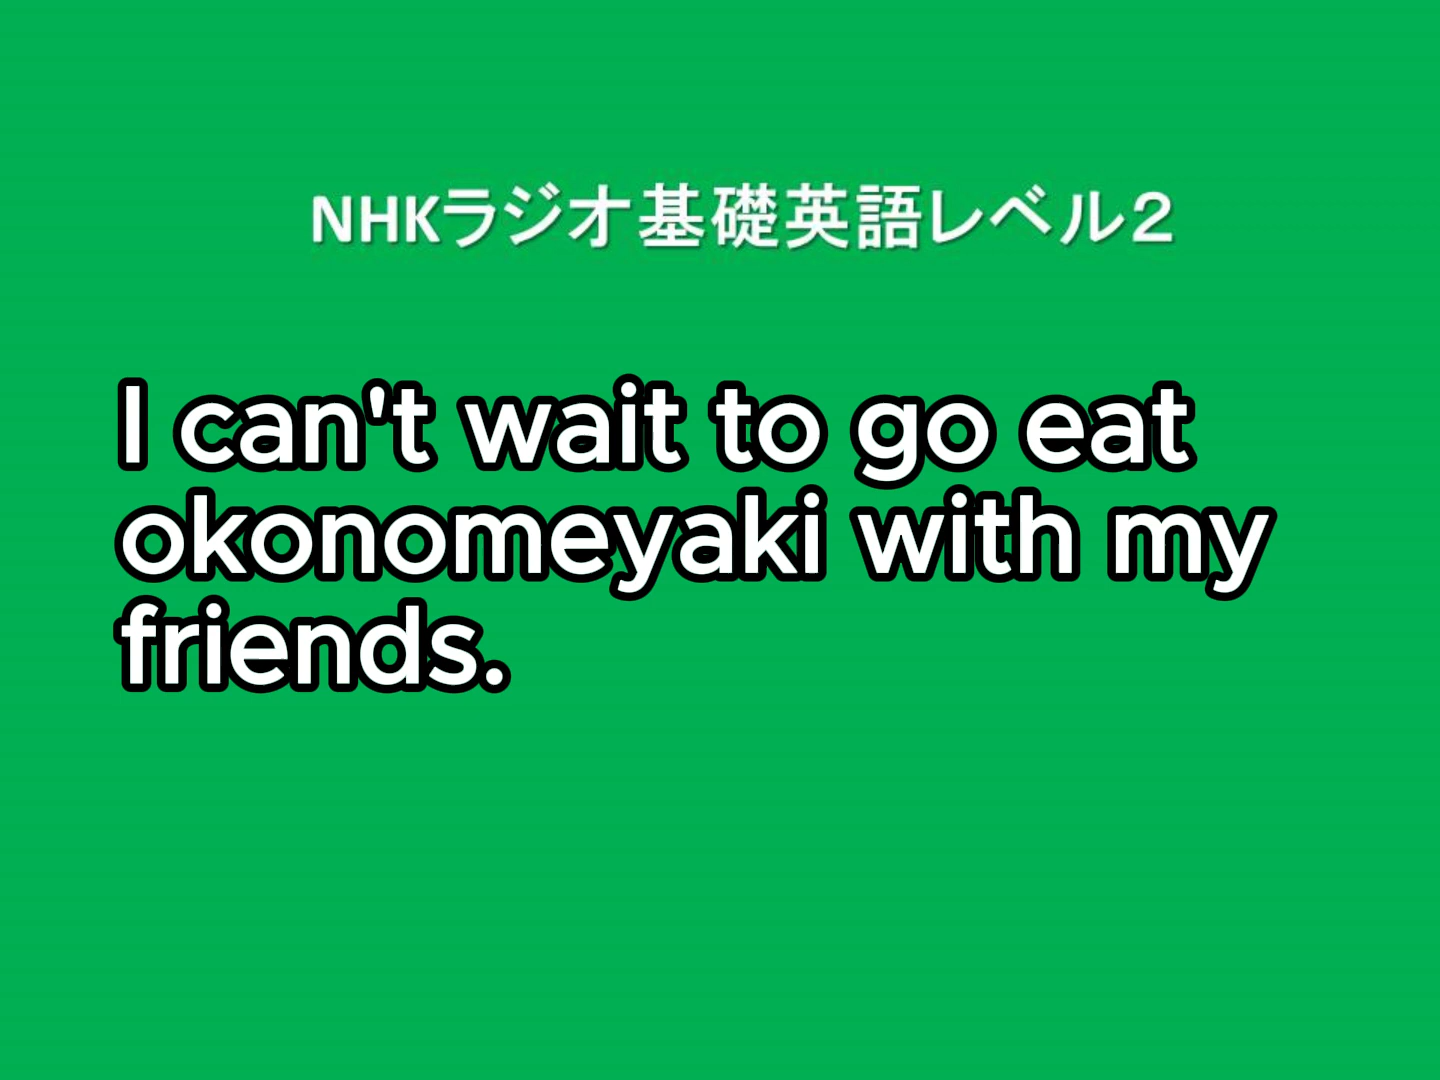 NHKラジオ基礎英語レベル２
I can't wait to go eat
okonomeyaki with my
friends.